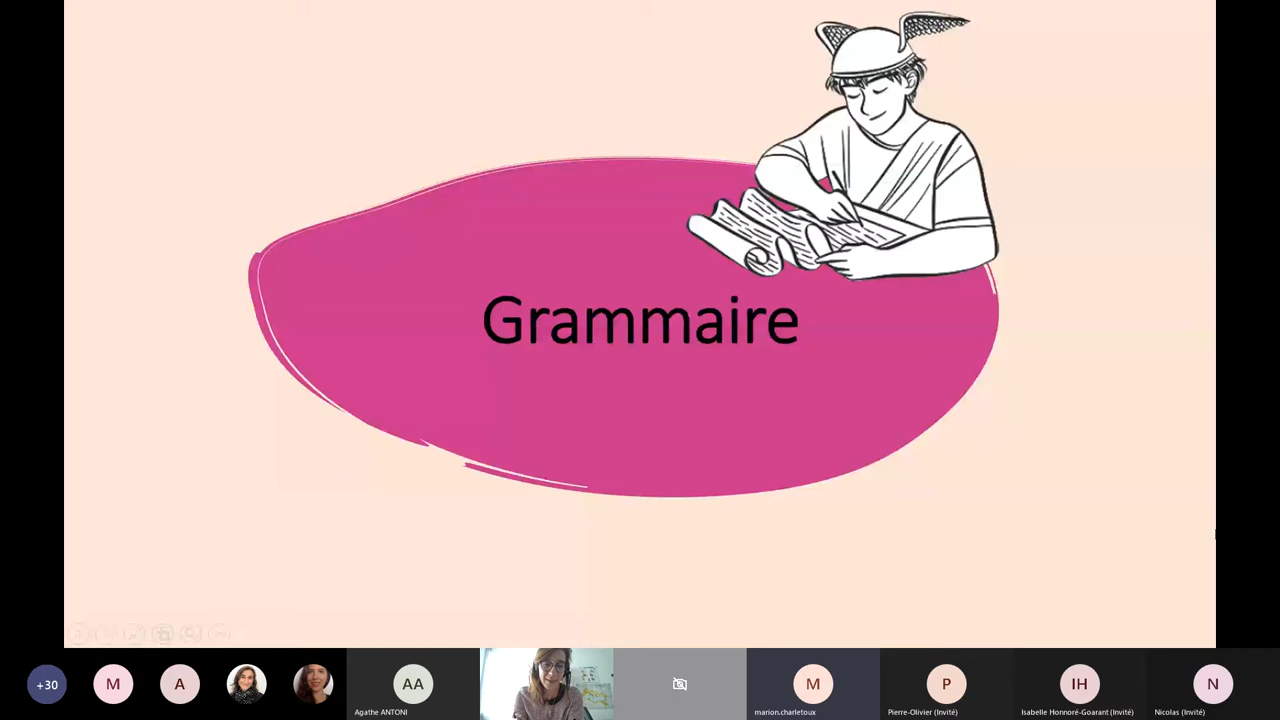 Grammaire
+30
M
A
AA
Agathe ANTONI
M
marion.charletoux
P
Pierre-Olivier (Invité)
IH
Isabelle Honnoré-Goarant (Invité)
N
Nicolas (Invité)